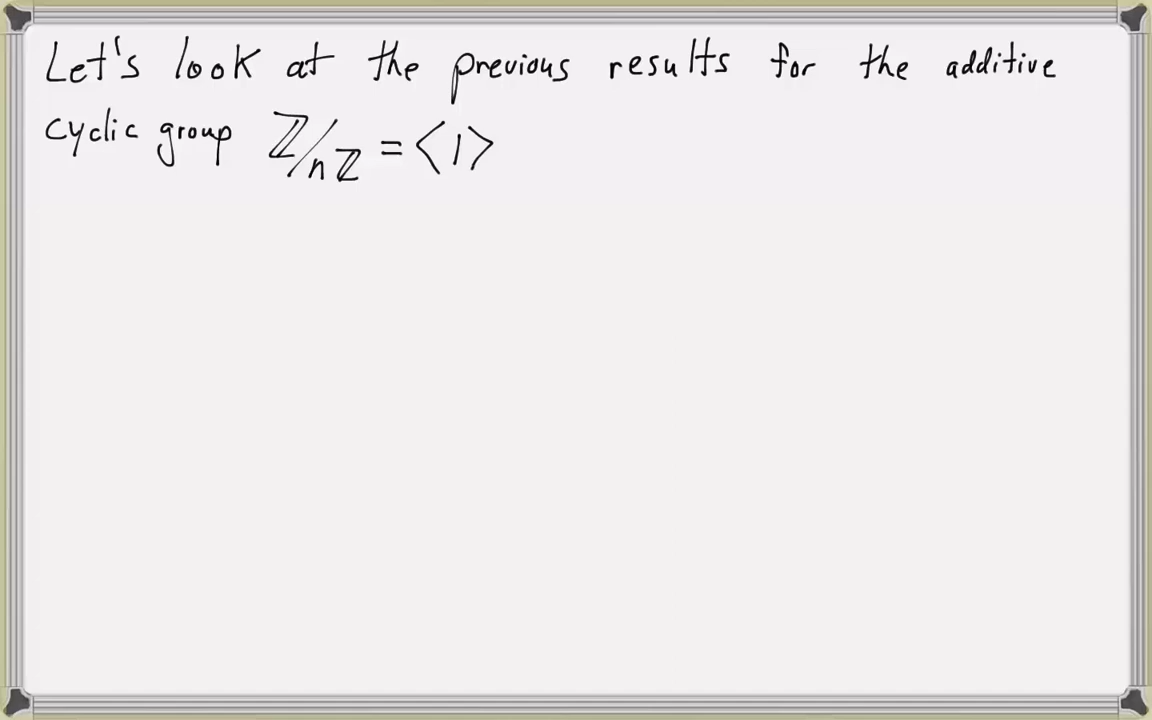 Let's look at the previous results for the additive
cyclic group ℤ/nℤ = ⟨1⟩